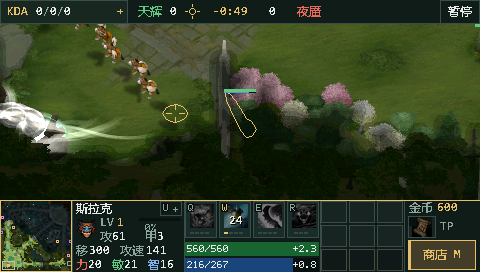 KDA 0/0/0 + 天辉 0 -0:49 0 夜魇 暂停
斯拉克 U +
LV 1
攻61 0% 甲3
移300 攻速141
力20 敏21 智16
Q W E R
24
560/560 +2.3
216/267 +0.8
金币 600
TP
商店 M